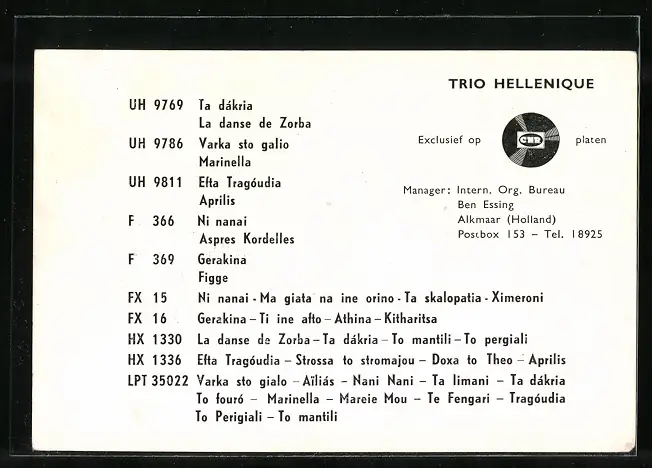 TRIO HELLENIQUE
UH 9769 Ta dákria
La danse de Zorba
UH 9786 Varka sto galio
Marinella
UH 9811 Efta Tragóudia
Aprilis
F 366 Ni nanai
Aspres Kordelles
F 369 Gerakina
Figge
Exclusief op CNR platen
Manager: Intern. Org. Bureau
Ben Essing
Alkmaar (Holland)
Postbox 153 – Tel. 18925
FX 15 Ni nanai - Ma giata na ine orino - Ta skalopatia - Ximeroni
FX 16 Gerakina – Ti ine afto – Athina – Kitharitsa
HX 1330 La danse de Zorba – Ta dákria – To mantili – To pergiali
HX 1336 Efta Tragóudia – Strossa to stromajou – Doxa to Theo – Aprilis
LPT 35022 Varka sto gialo – Aïliás – Nani Nani – Ta limani – Ta dákria
To fouró – Marinella – Mareie Mou – Te Fengari – Tragóudia
To Perigiali – To mantili